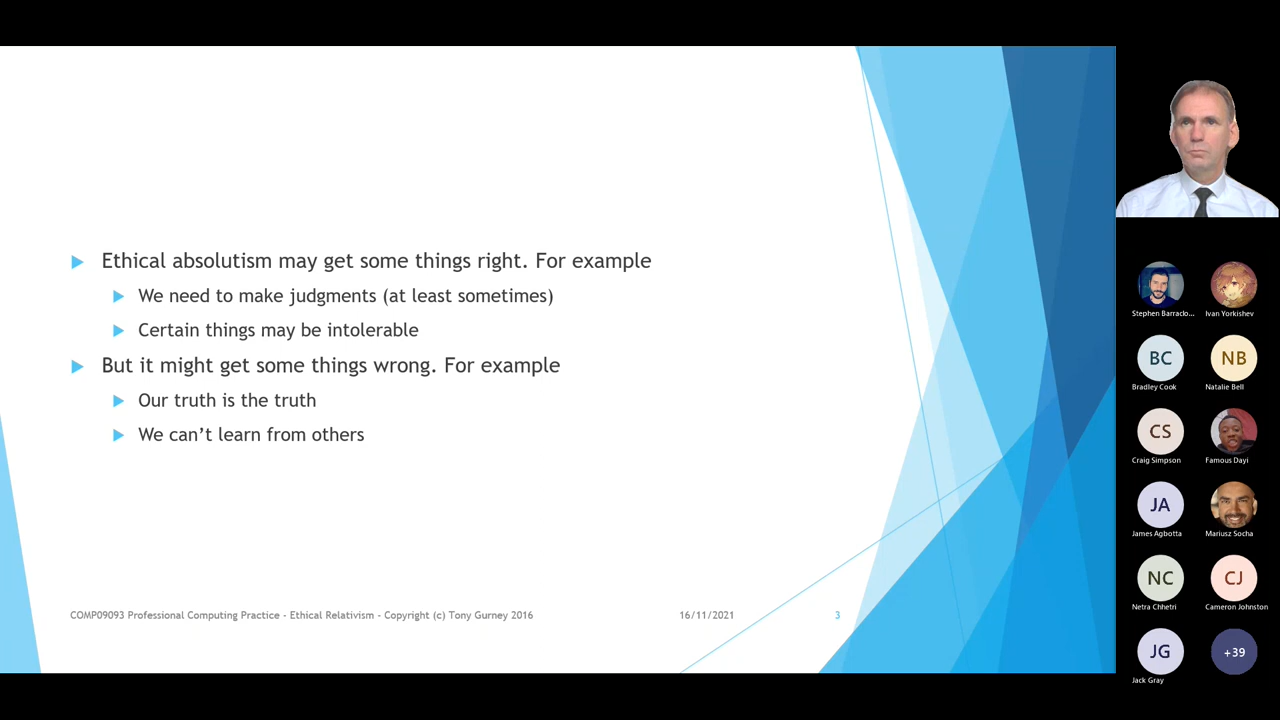 Ethical absolutism may get some things right. For example
We need to make judgments (at least sometimes)
Certain things may be intolerable
But it might get some things wrong. For example
Our truth is the truth
We can’t learn from others
COMP09093 Professional Computing Practice - Ethical Relativism - Copyright (c) Tony Gurney 2016
16/11/2021
3
Stephen Barraclo...
Ivan Yorkishev
BC
NB
Bradley Cook
Natalie Bell
CS
Craig Simpson
Famous Dayi
JA
James Agbotta
Mariusz Socha
NC
CJ
Netra Chhetri
Cameron Johnston
JG
+39
Jack Gray